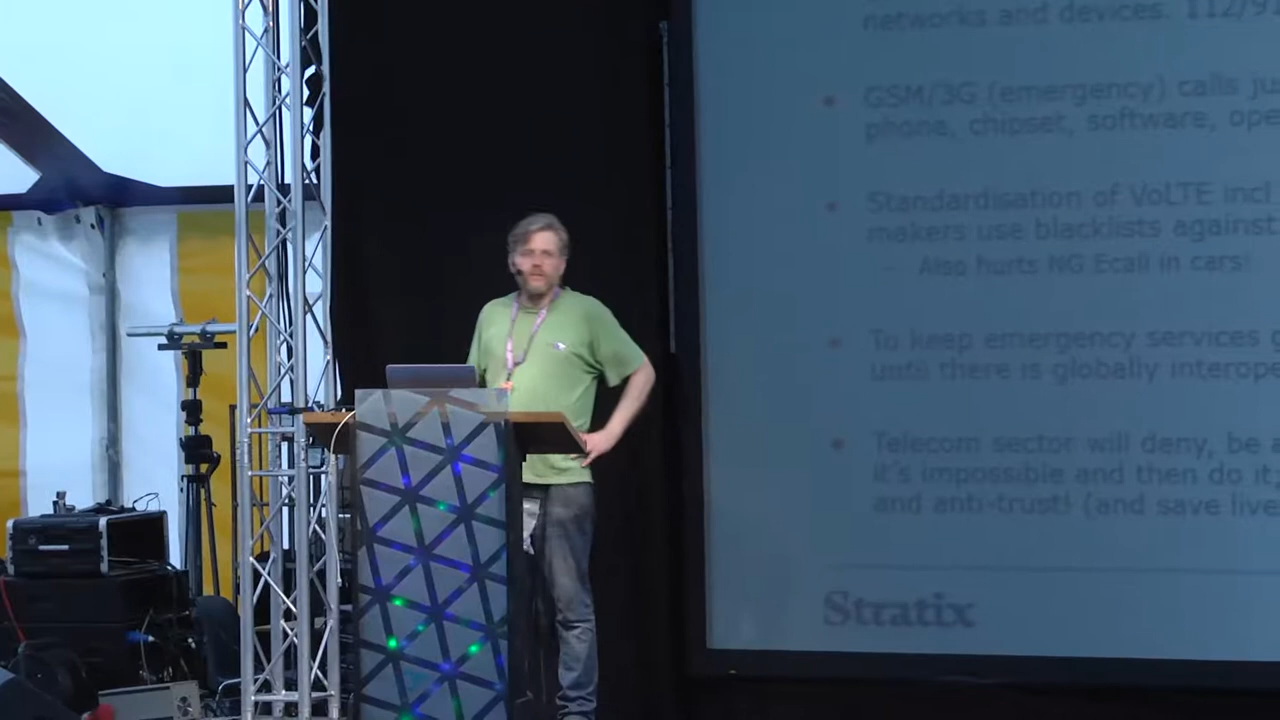 networks and devices. 112/91
GSM/3G (emergency) calls ju
phone, chipset, software, ope
Standardisation of VoLTE incl
makers use blacklists against
– Also hurts NG Ecall in cars!
To keep emergency services g
until there is globally interope
Telecom sector will deny, be a
it's impossible and then do it,
and anti-trust! (and save live
Stratix